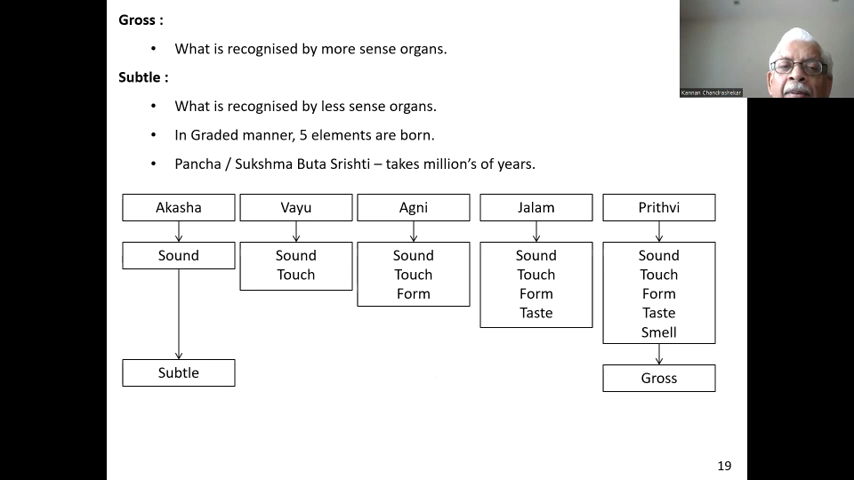 Gross :
• What is recognised by more sense organs.
Subtle :
• What is recognised by less sense organs.
• In Graded manner, 5 elements are born.
• Pancha / Sukshma Buta Srishti – takes million's of years.
Akasha
Vayu
Agni
Jalam
Prithvi
Sound
Sound
Touch
Sound
Touch
Form
Sound
Touch
Form
Taste
Sound
Touch
Form
Taste
Smell
Subtle
Gross
19
Kannan Chandrashekar